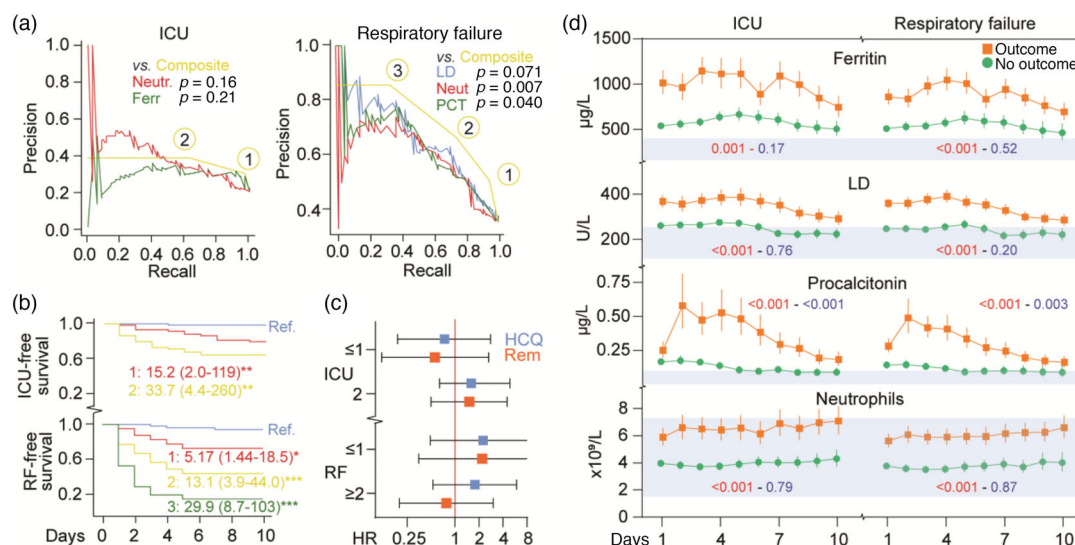 (a)
ICU
vs. Composite
Neutr. p = 0.16
Ferr p = 0.21
2
1
Precision
1.0
0.8
0.6
0.4
0.2
0.0
0.0 0.2 0.4 0.6 0.8 1.0
Recall
Respiratory failure
vs. Composite
LD p = 0.071
Neut p = 0.007
PCT p = 0.040
3
2
1
Precision
1.0
0.8
0.6
0.4
0.0 0.2 0.4 0.6 0.8 1.0
Recall
(b)
ICU-free survival
1.0
0.6
0.2
Ref.
1: 15.2 (2.0-119)**
2: 33.7 (4.4-260)**
RF-free survival
1.0
0.6
0.2
Ref.
1: 5.17 (1.44-18.5)*
2: 13.1 (3.9-44.0)***
3: 29.9 (8.7-103)***
Days 0 2 4 6 8 10
(c)
HCQ
Rem
ICU
≤1
2
RF
≤1
≥2
HR 0.25 1 2 8
(d)
ICU Respiratory failure
Outcome
No outcome
Ferritin
µg/L
1500
1000
500
0.001 - 0.17 <0.001 - 0.52
LD
U/L
400
200
<0.001 - 0.76 <0.001 - 0.20
Procalcitonin
µg/L
0.75
0.50
0.25
<0.001 - <0.001 <0.001 - 0.003
Neutrophils
x10⁹/L
8
6
4
2
0
<0.001 - 0.79 <0.001 - 0.87
Days 1 4 7 10 1 4 7 10